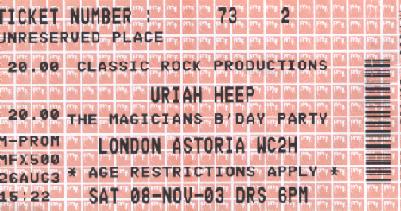 TICKET NUMBER : 73 2
UNRESERVED PLACE
20.00 CLASSIC ROCK PRODUCTIONS
URIAH HEEP
20.00 THE MAGICIANS B'DAY PARTY
M-PROM LONDON ASTORIA WC2H
MFX500
26AUG3 * AGE RESTRICTIONS APPLY *
16:22 SAT 08-NOV-03 DRS 6PM